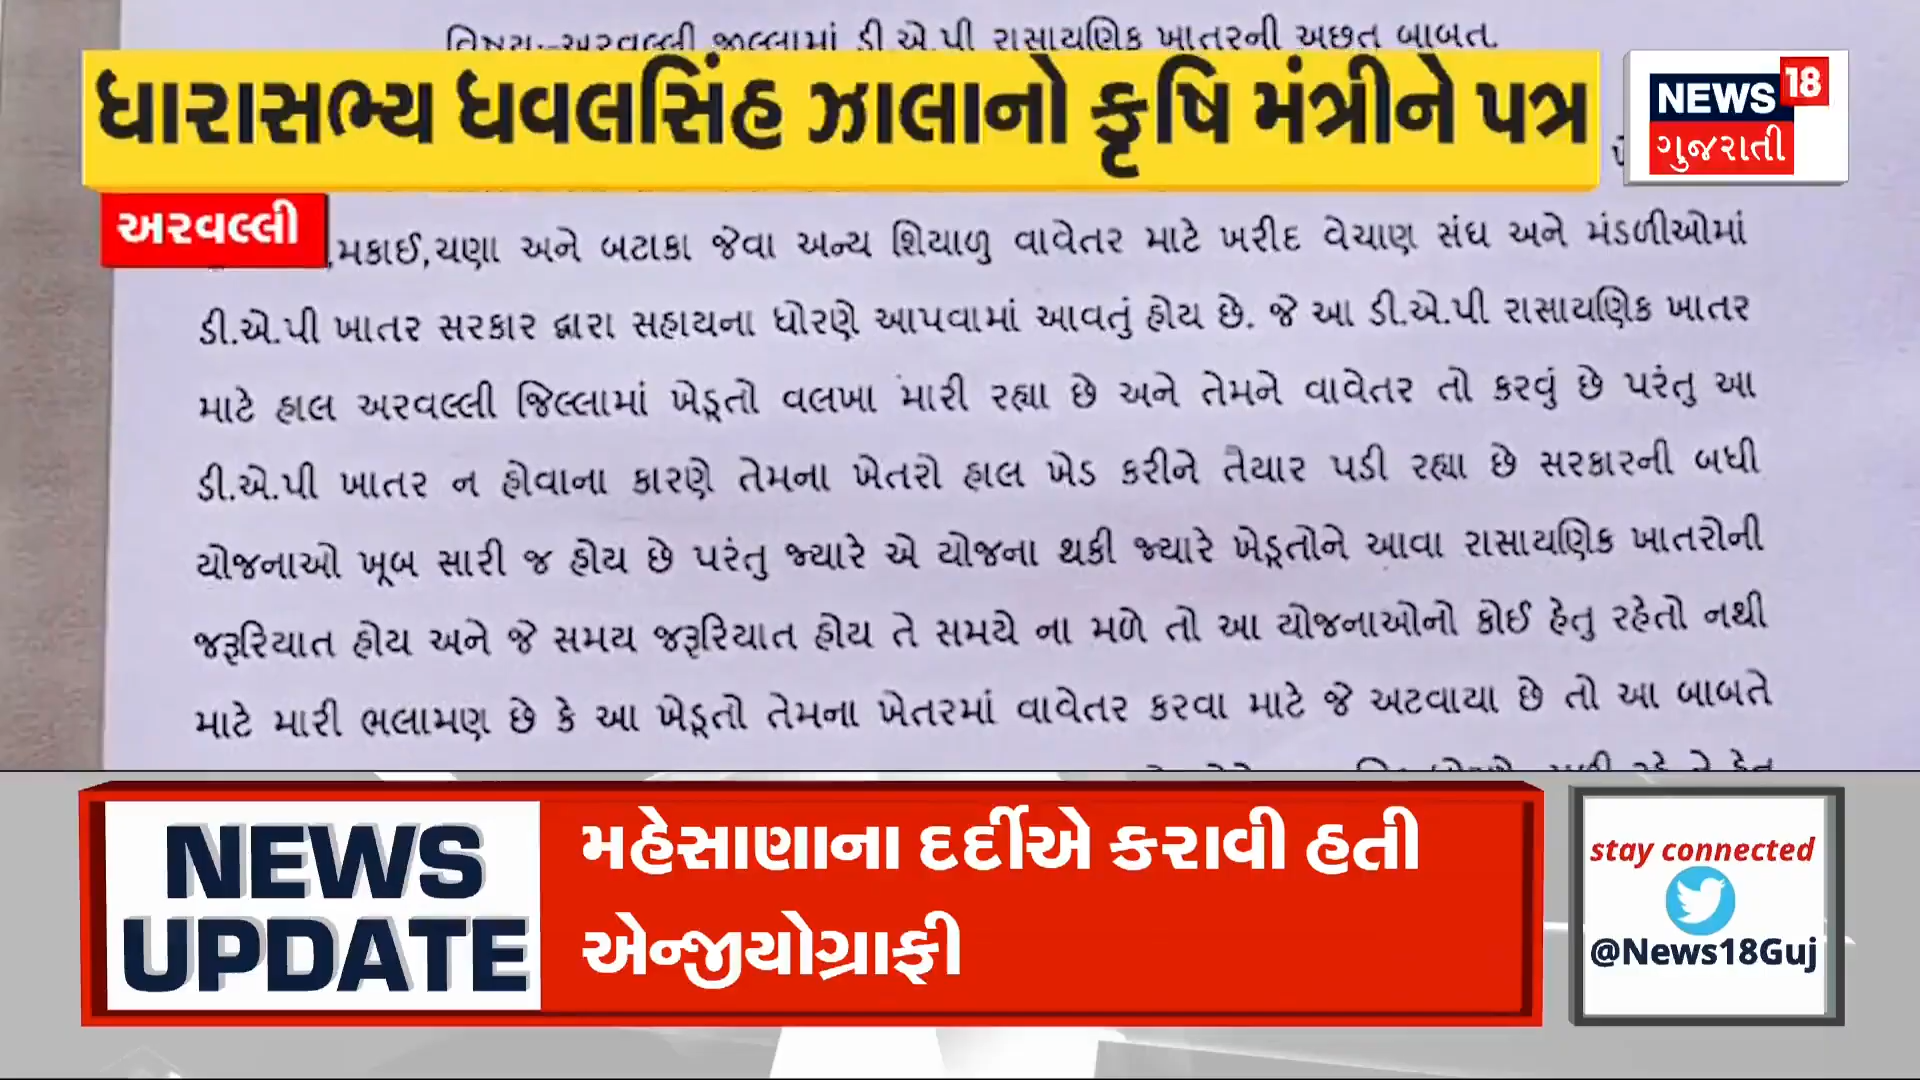 વિષય:-અરવલ્લી જીલ્લામાં ડી.એ.પી રાસાયણિક ખાતરની અછત બાબત.
ધારાસભ્ય ધવલસિંહ ઝાલાનો કૃષિ મંત્રીને પત્ર
NEWS 18
ગુજરાતી
અરવલ્લી
,મકાઈ,ચણા અને બટાકા જેવા અન્ય શિયાળુ વાવેતર માટે ખરીદ વેચાણ સંઘ અને મંડળીઓમાં
ડી.એ.પી ખાતર સરકાર દ્વારા સહાયના ધોરણે આપવામાં આવતું હોય છે. જે આ ડી.એ.પી રાસાયણિક ખાતર
માટે હાલ અરવલ્લી જિલ્લામાં ખેડૂતો વલખા મારી રહ્યા છે અને તેમને વાવેતર તો કરવું છે પરંતુ આ
ડી.એ.પી ખાતર ન હોવાના કારણે તેમના ખેતરો હાલ ખેડ કરીને તૈયાર પડી રહ્યા છે સરકારની બધી
યોજનાઓ ખૂબ સારી જ હોય છે પરંતુ જ્યારે એ યોજના થકી જ્યારે ખેડૂતોને આવા રાસાયણિક ખાતરોની
જરૂરિયાત હોય અને જે સમય જરૂરિયાત હોય તે સમયે ના મળે તો આ યોજનાઓનો કોઈ હેતુ રહેતો નથી
માટે મારી ભલામણ છે કે આ ખેડૂતો તેમના ખેતરમાં વાવેતર કરવા માટે જે અટવાયા છે તો આ બાબતે
NEWS
UPDATE
મહેસાણાના દર્દીએ કરાવી હતી
એન્જીયોગ્રાફી
stay connected
@News18Guj